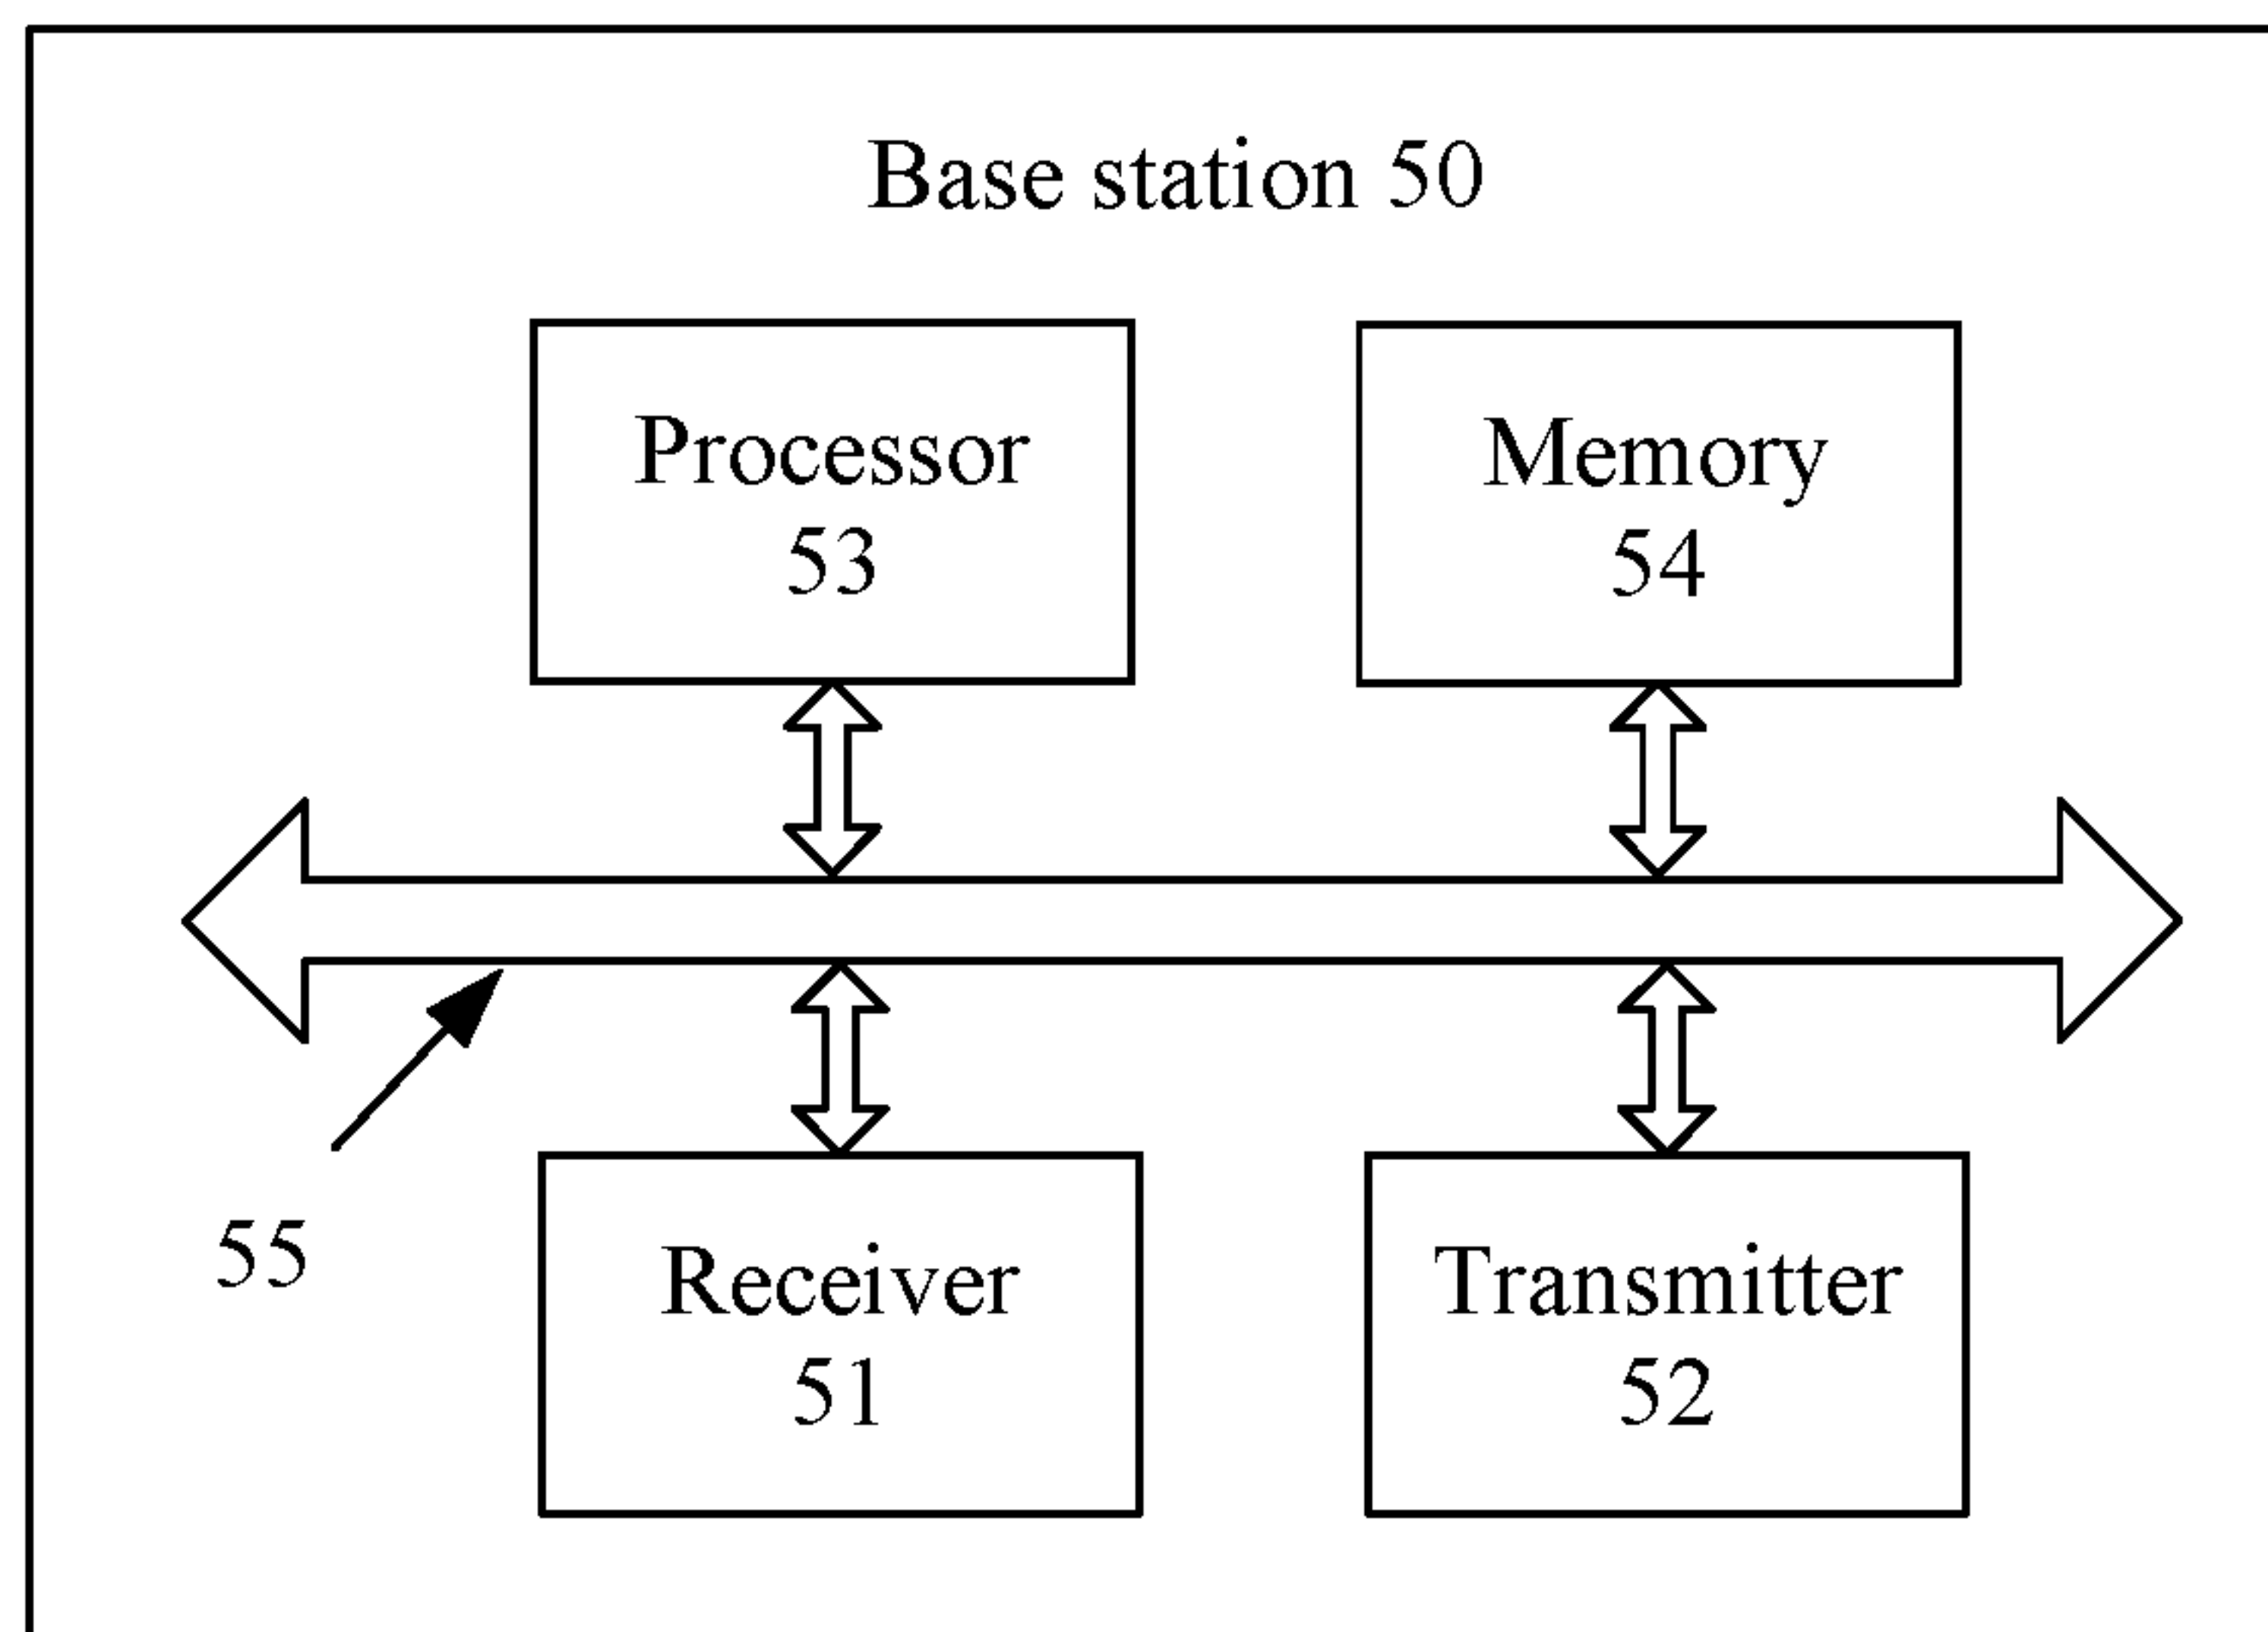 Base station 50
Processor
53
Memory
54
55
Receiver
51
Transmitter
52